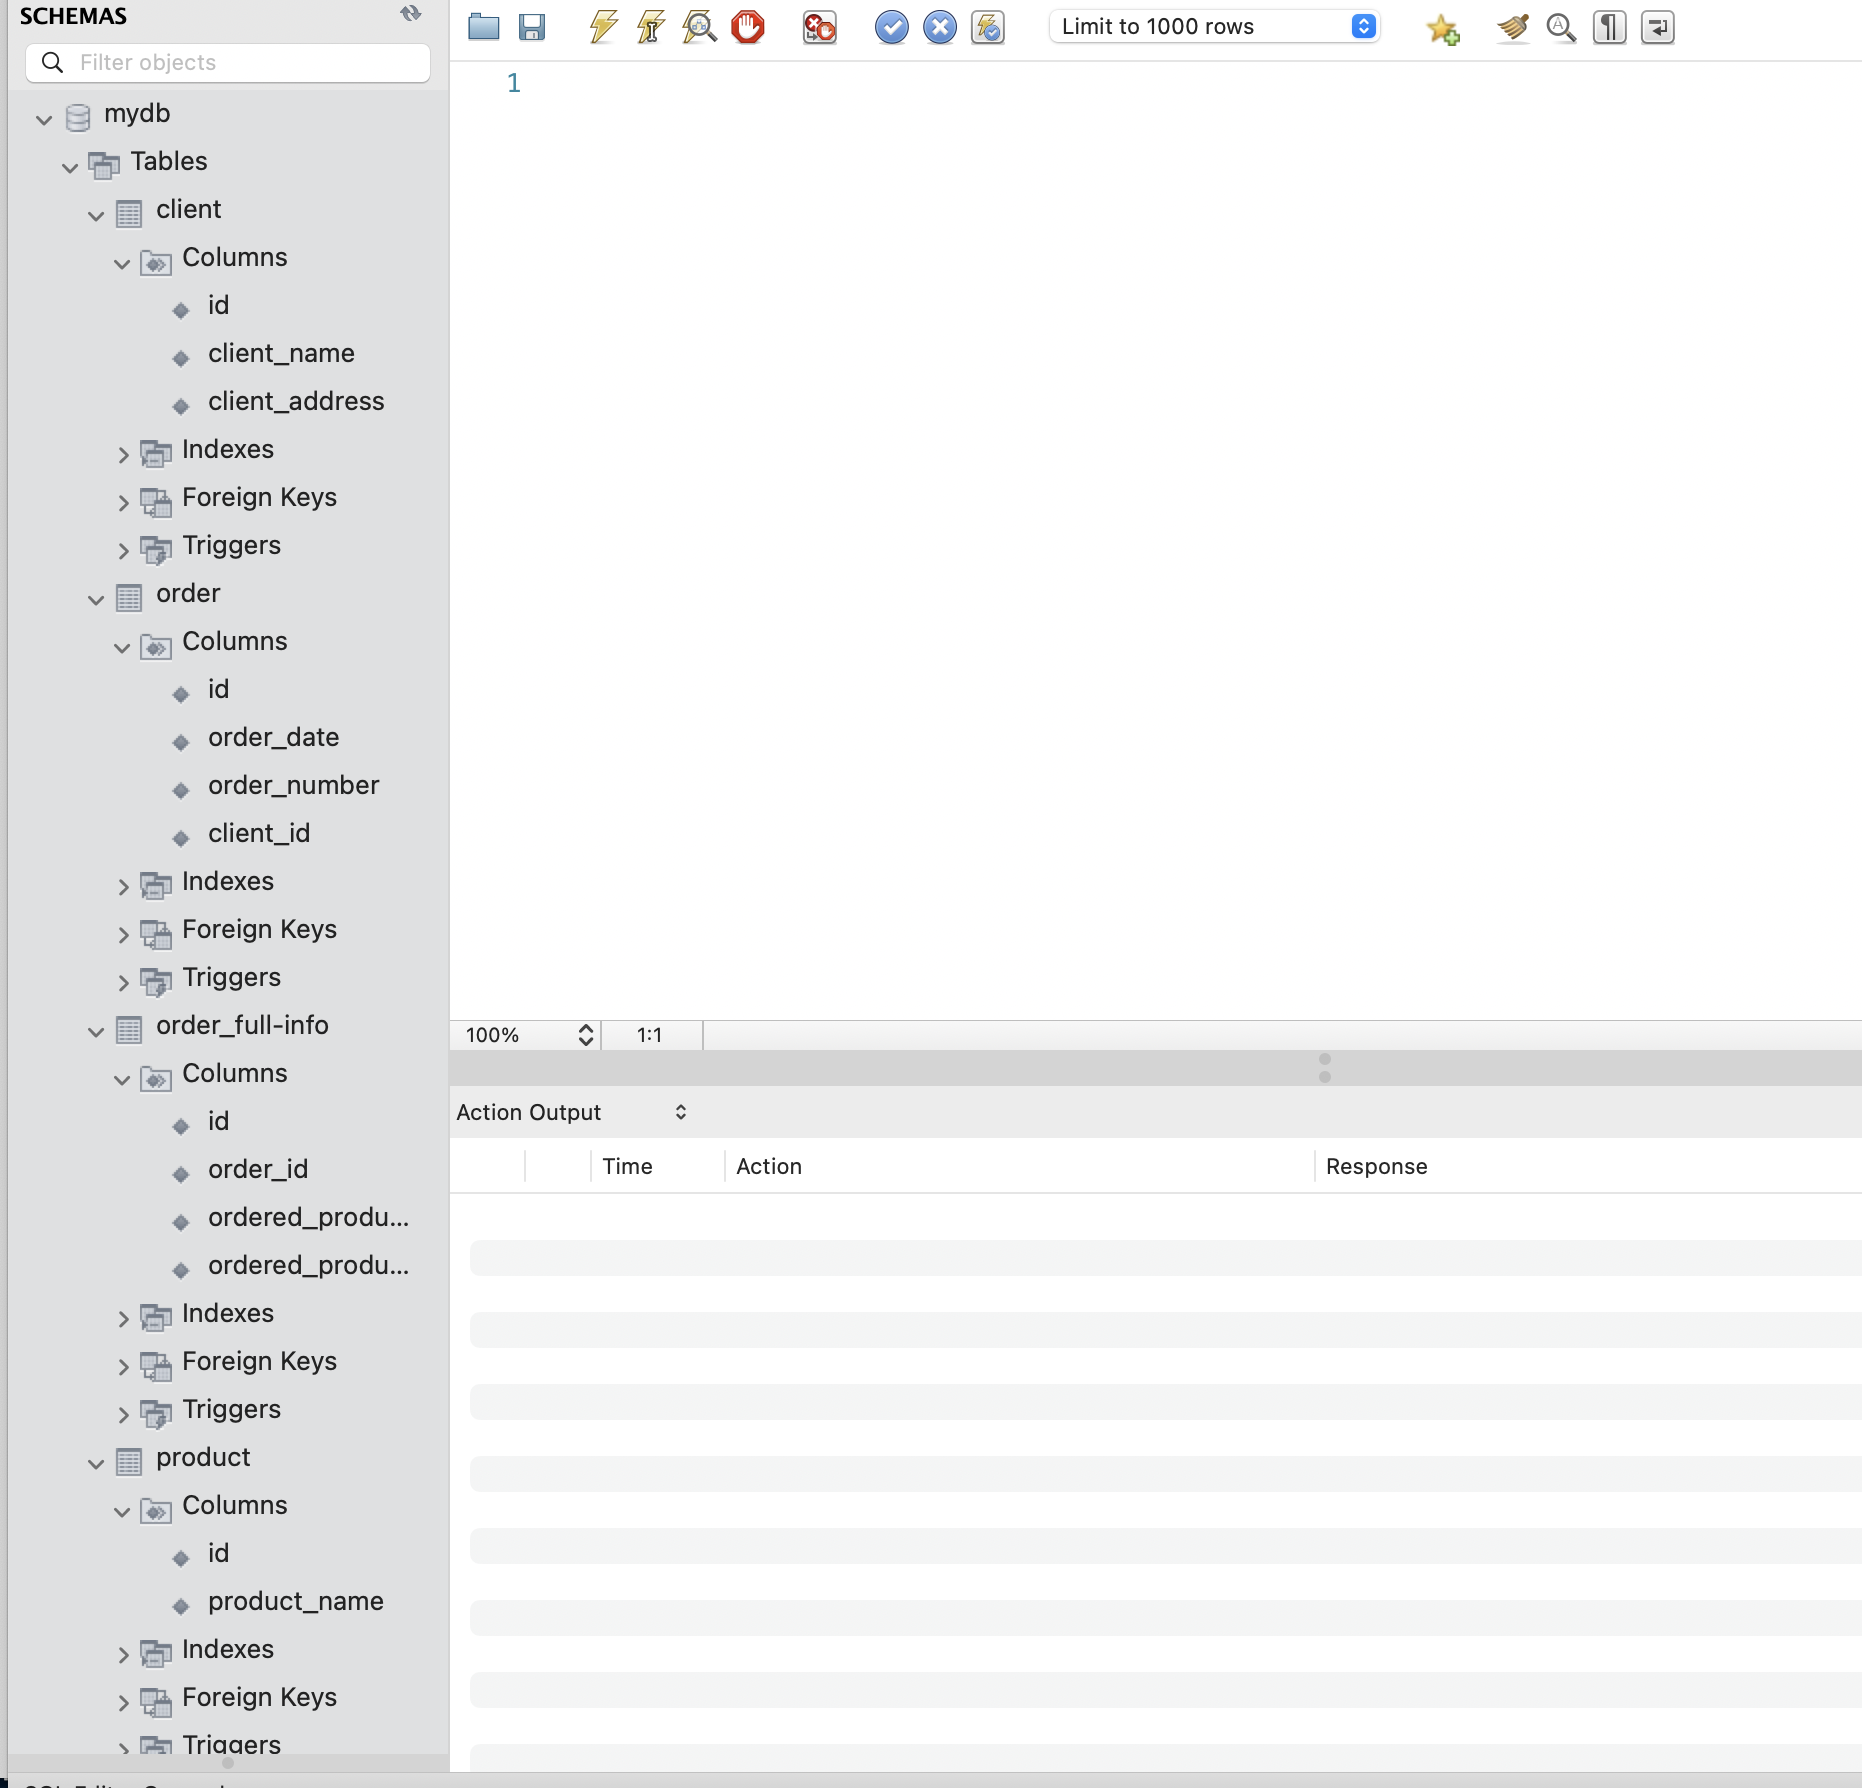 SCHEMAS
Filter objects
mydb
Tables
client
Columns
id
client_name
client_address
Indexes
Foreign Keys
Triggers
order
Columns
id
order_date
order_number
client_id
Indexes
Foreign Keys
Triggers
order_full-info
Columns
id
order_id
ordered_produ...
ordered_produ...
Indexes
Foreign Keys
Triggers
product
Columns
id
product_name
Indexes
Foreign Keys
Triggers
Limit to 1000 rows
1
100%
1:1
Action Output
Time
Action
Response